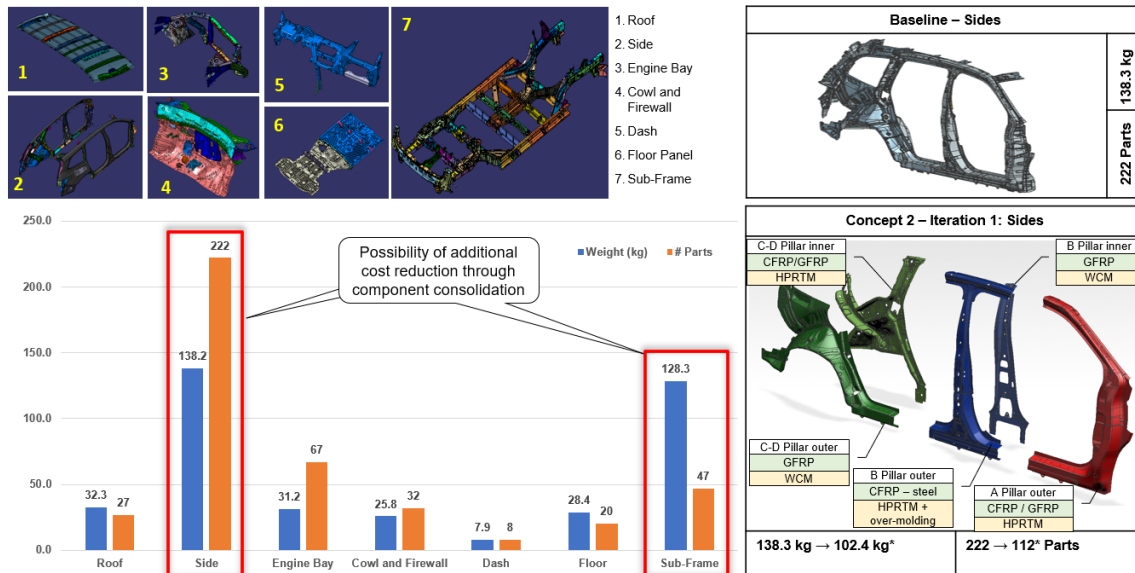 1
3
5
7
2
4
6
1. Roof
2. Side
3. Engine Bay
4. Cowl and
Firewall
5. Dash
6. Floor Panel
7. Sub-Frame
Baseline – Sides
138.3 kg
222 Parts
250.0
200.0
150.0
100.0
50.0
0.0
Possibility of additional
cost reduction through
component consolidation
Weight (kg)
# Parts
32.3
27
138.2
222
31.2
67
25.8
32
7.9
8
28.4
20
128.3
47
Roof
Side
Engine Bay
Cowl and Firewall
Dash
Floor
Sub-Frame
Concept 2 – Iteration 1: Sides
C-D Pillar inner
CFRP/GFRP
HPRTM
B Pillar inner
GFRP
WCM
C-D Pillar outer
GFRP
WCM
B Pillar outer
CFRP – steel
HPRTM +
over-molding
A Pillar outer
CFRP / GFRP
HPRTM
138.3 kg → 102.4 kg*
222 → 112* Parts